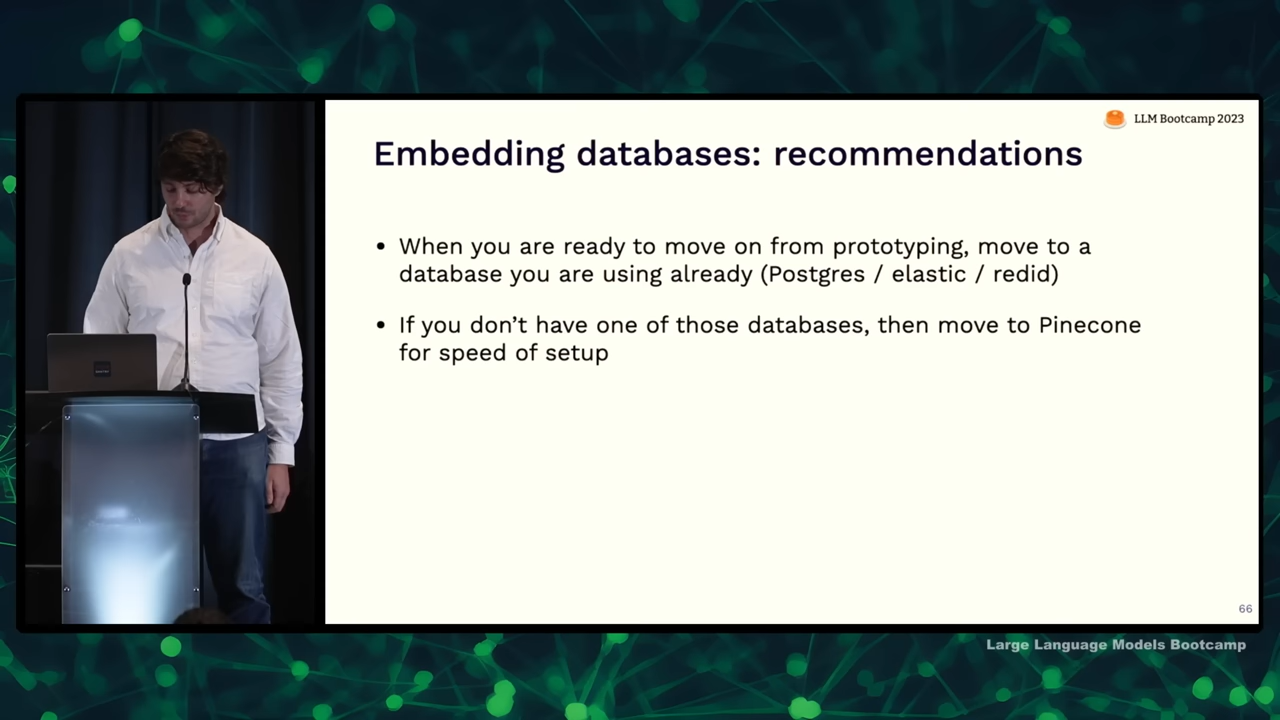 LLM Bootcamp 2023
Embedding databases: recommendations
• When you are ready to move on from prototyping, move to a
database you are using already (Postgres / elastic / redid)
• If you don’t have one of those databases, then move to Pinecone
for speed of setup
66
Large Language Models Bootcamp